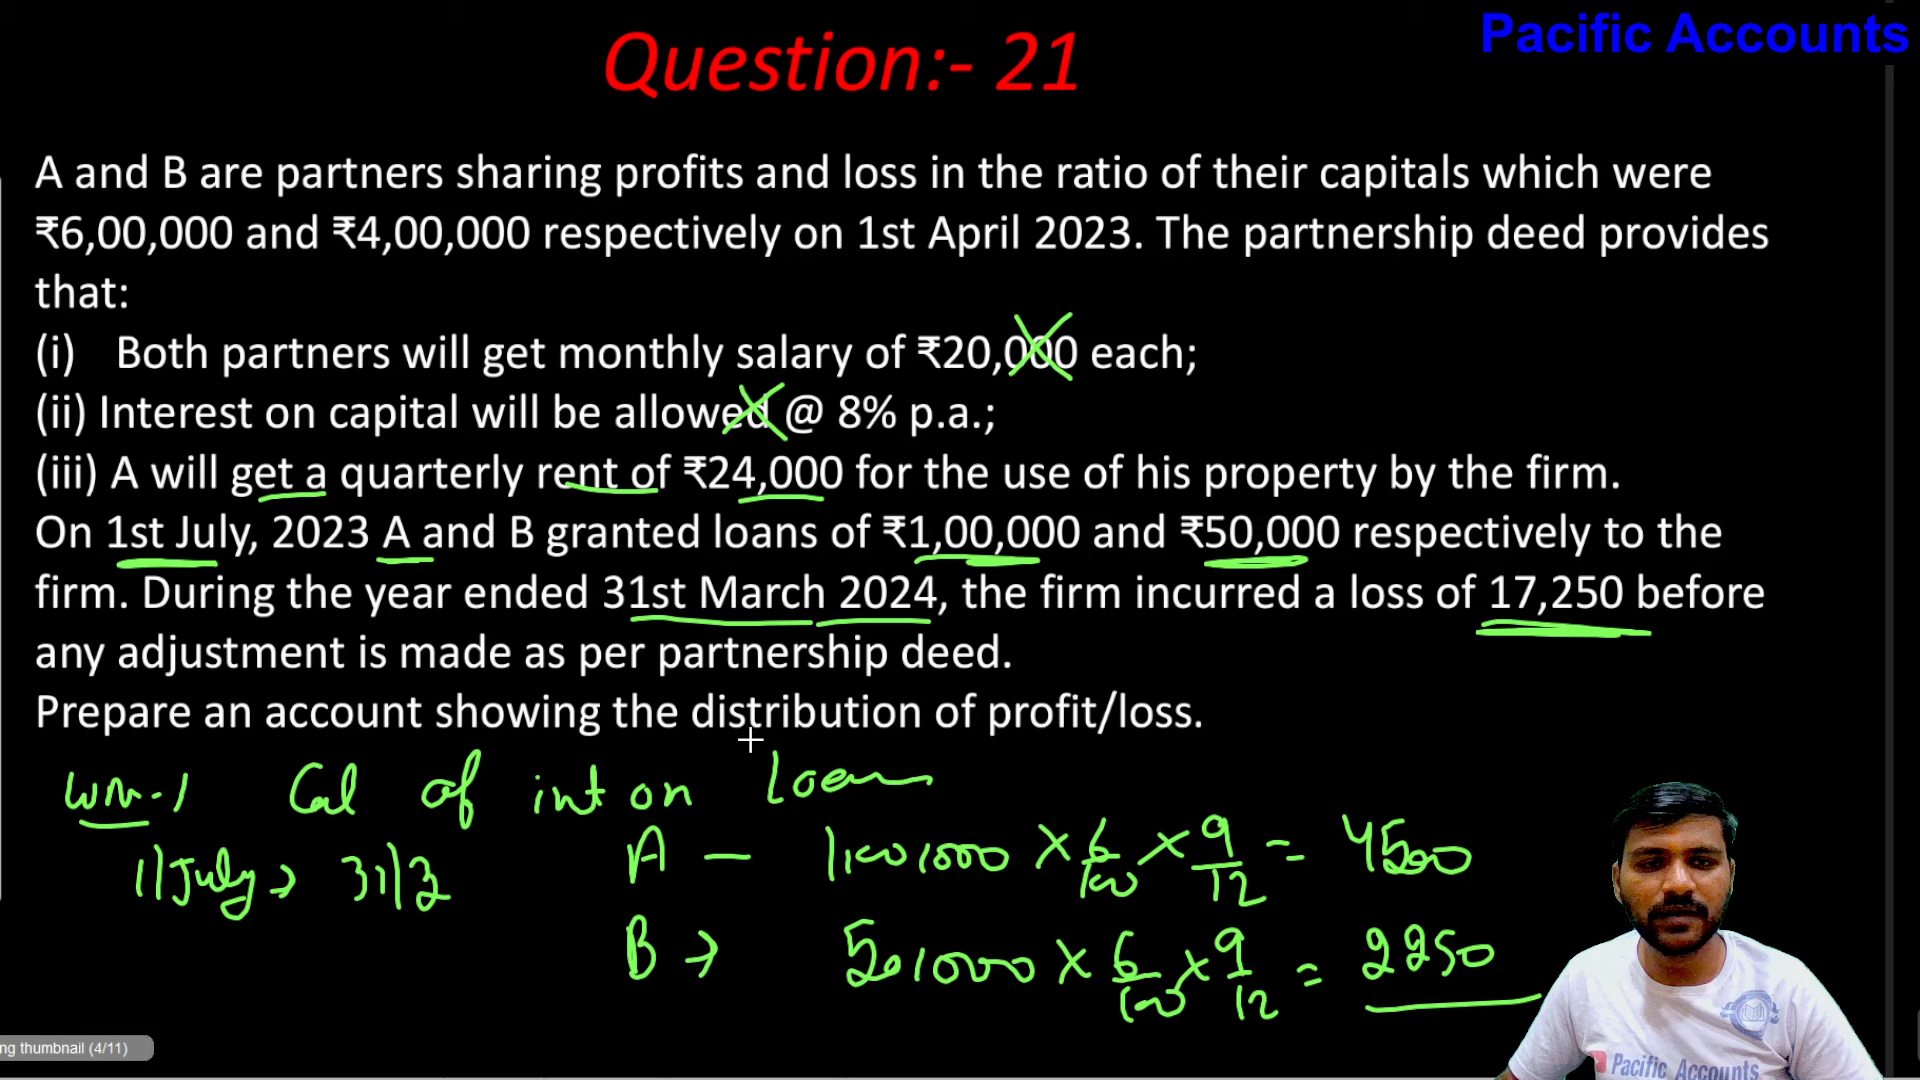 Pacific Accounts
Question:- 21
A and B are partners sharing profits and loss in the ratio of their capitals which were
₹6,00,000 and ₹4,00,000 respectively on 1st April 2023. The partnership deed provides
that:
(i) Both partners will get monthly salary of ₹20,000 each;
(ii) Interest on capital will be allowed @ 8% p.a.;
(iii) A will get a quarterly rent of ₹24,000 for the use of his property by the firm.
On 1st July, 2023 A and B granted loans of ₹1,00,000 and ₹50,000 respectively to the
firm. During the year ended 31st March 2024, the firm incurred a loss of 17,250 before
any adjustment is made as per partnership deed.
Prepare an account showing the distribution of profit/loss.
WN-1 Cal of int on loan
A - 1,00,000 × 6/100 × 9/12 = 4500
1/July → 31/3
B → 50,000 × 6/100 × 9/12 = 2250
ng thumbnail (4/11)
Pacific Accounts